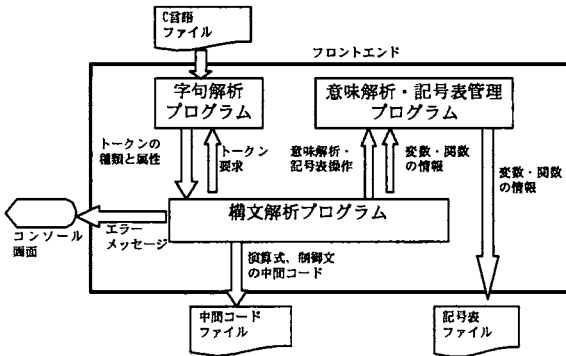 C言語
ファイル
フロントエンド
字句解析
プログラム
意味解析・記号表管理
プログラム
トークンの
種類と属性
トークン
要求
意味解析・
記号表操作
変数・関数
の情報
変数・関数
の情報
構文解析プログラム
エラー
メッセージ
コンソール
画面
演算式、制御文
の中間コード
中間コード
ファイル
記号表
ファイル